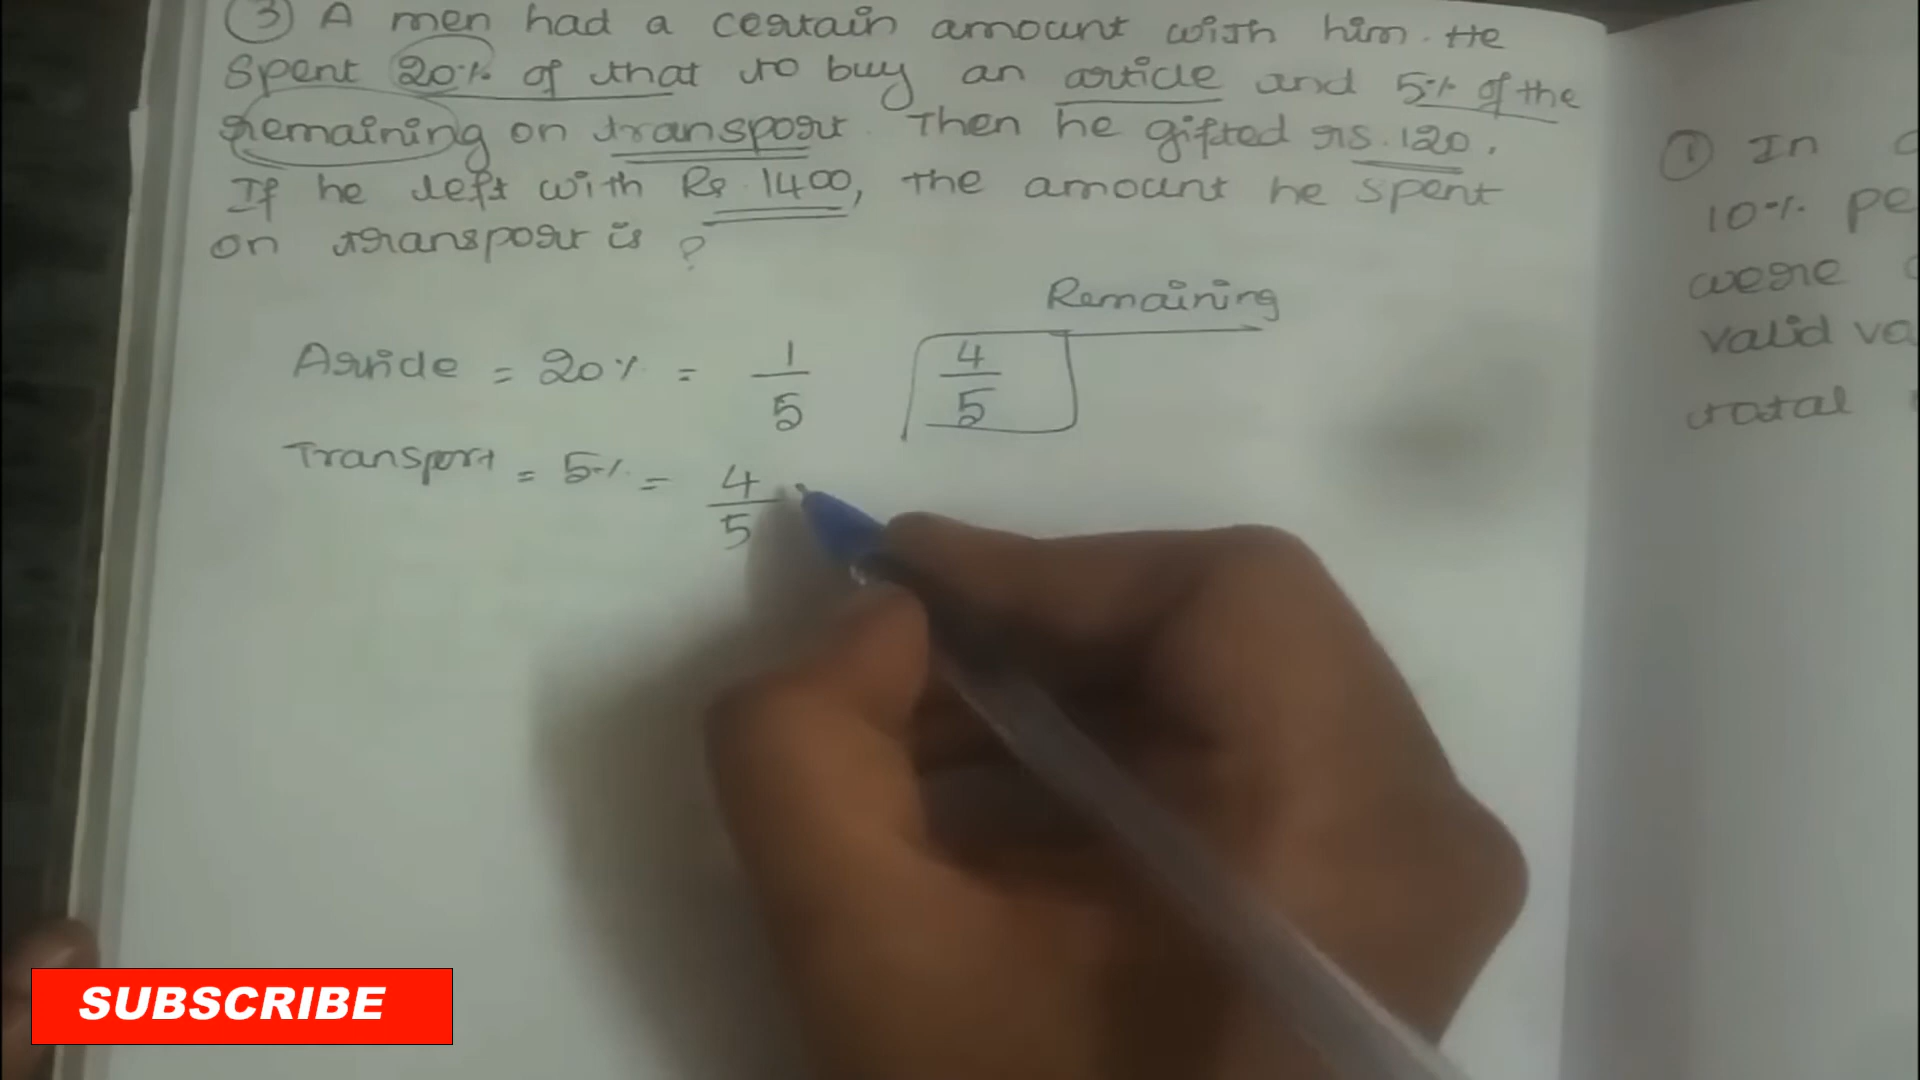 ③ A men had a certain amount with him. He
spent 20% of that to buy an article and 5% of the
remaining on transport. Then he gifted rs. 120.
If he left with Rs. 1400, the amount he spent
on transport is ?
Remaining
Article = 20% = 1/5 4/5
Transport = 5% = 4/5
① In
10%
were
valid
total
SUBSCRIBE